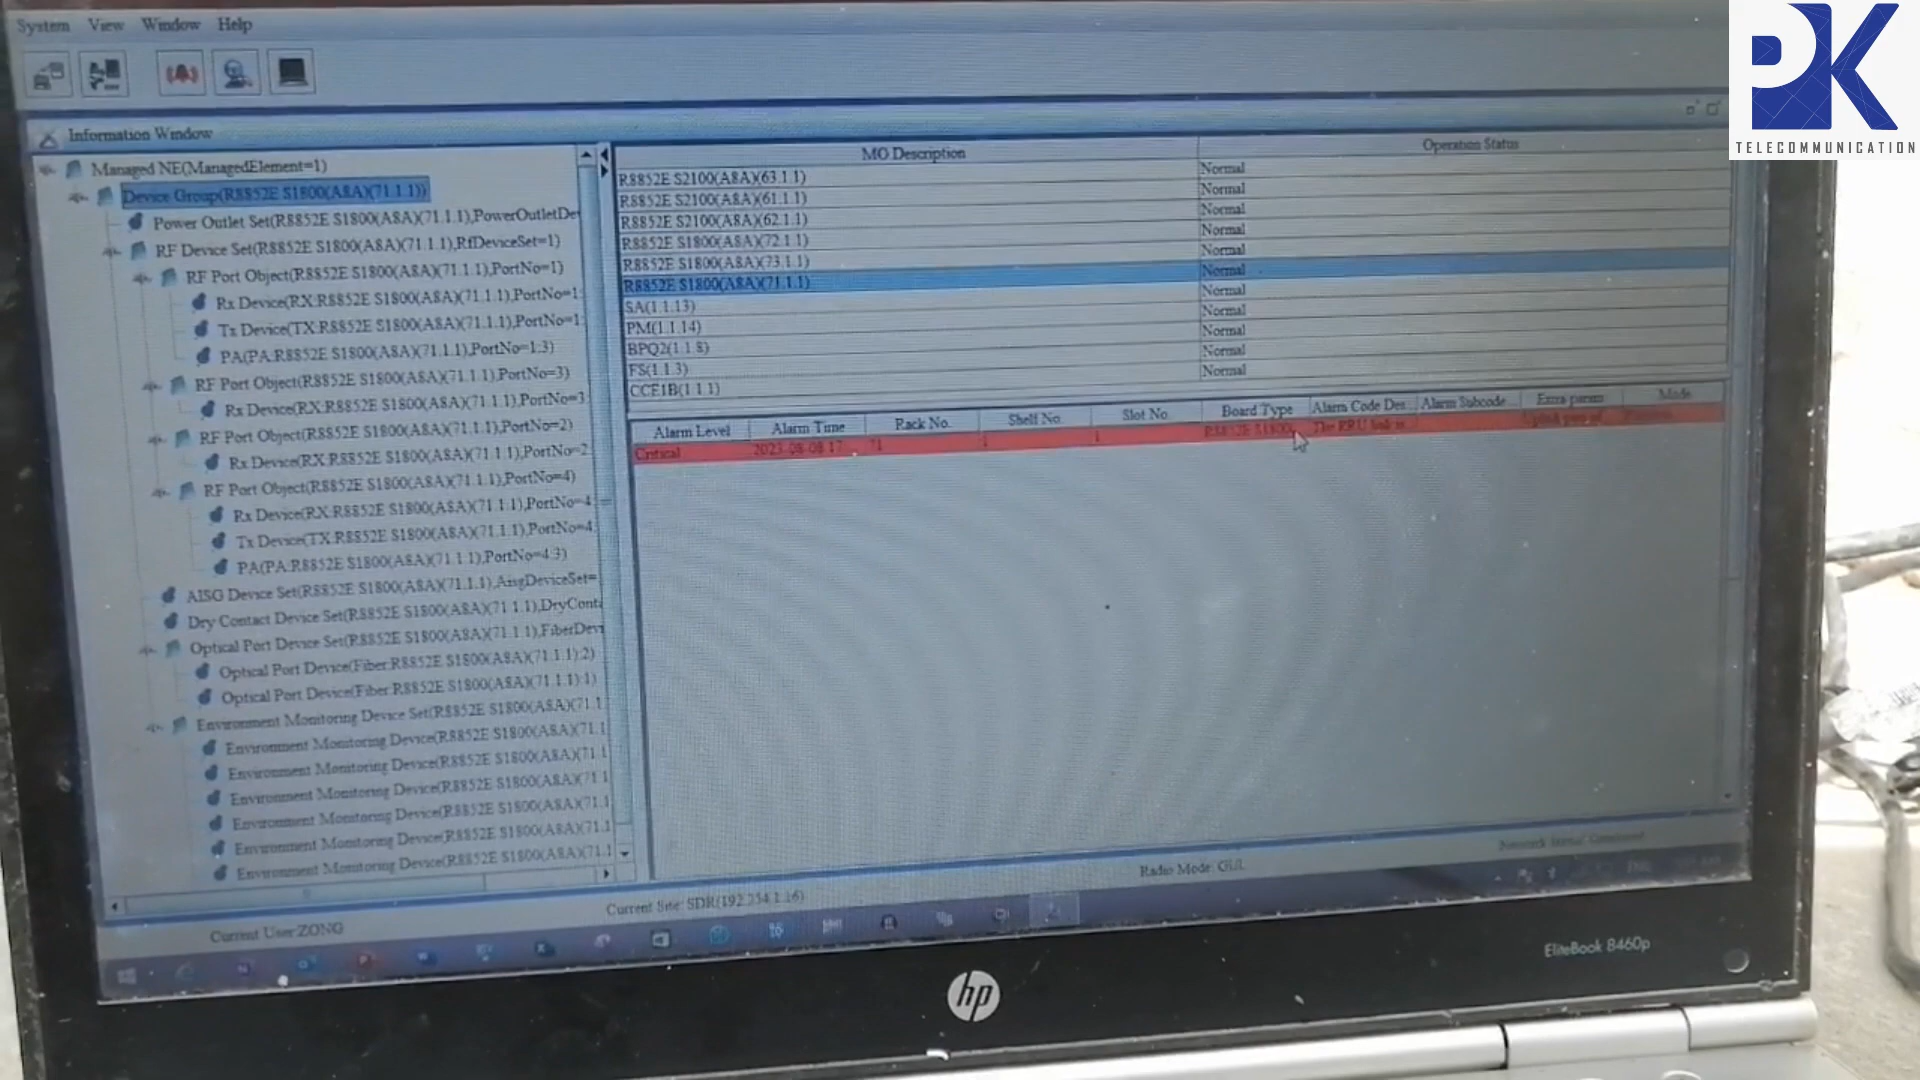 System View Window Help
PK
TELECOMMUNICATION
Information Window
Managed NE(ManagedElement=1)
Device Group(R8852E S1800(A8A)(71.1.1))
Power Outlet Set(R8852E S1800(A8A)(71.1.1),PowerOutletDev
RF Device Set(R8852E S1800(A8A)(71.1.1),RfDeviceSet=1)
RF Port Object(R8852E S1800(A8A)(71.1.1),PortNo=1)
Rx Device(RX:R8852E S1800(A8A)(71.1.1),PortNo=1:
Tx Device(TX:R8852E S1800(A8A)(71.1.1),PortNo=1:
PA(PA:R8852E S1800(A8A)(71.1.1),PortNo=1:3)
RF Port Object(R8852E S1800(A8A)(71.1.1),PortNo=3)
Rx Device(RX:R8852E S1800(A8A)(71.1.1),PortNo=3
RF Port Object(R8852E S1800(A8A)(71.1.1),PortNo=2)
Rx Device(RX:R8852E S1800(A8A)(71.1.1),PortNo=2
RF Port Object(R8852E S1800(A8A)(71.1.1),PortNo=4)
Rx Device(RX:R8852E S1800(A8A)(71.1.1),PortNo=4
Tx Device(TX:R8852E S1800(A8A)(71.1.1),PortNo=4
PA(PA:R8852E S1800(A8A)(71.1.1),PortNo=4:3)
AISG Device Set(R8852E S1800(A8A)(71.1.1),AisgDeviceSet=
Dry Contact Device Set(R8852E S1800(A8A)(71.1.1),DryConta
Optical Port Device Set(R8852E S1800(A8A)(71.1.1),FiberDevi
Optical Port Device(Fiber:R8852E S1800(A8A)(71.1.1):2)
Optical Port Device(Fiber:R8852E S1800(A8A)(71.1.1):1)
Environment Monitoring Device Set(R8852E S1800(A8A)(71.1
Environment Monitoring Device(R8852E S1800(A8A)(71.1
Environment Monitoring Device(R8852E S1800(A8A)(71.1
Environment Monitoring Device(R8852E S1800(A8A)(71.1
Environment Monitoring Device(R8852E S1800(A8A)(71.1
Environment Monitoring Device(R8852E S1800(A8A)(71.1
Environment Monitoring Device(R8852E S1800(A8A)(71.1
MO Description Operation Status
R8852E S2100(A8A)(63.1.1) Normal
R8852E S2100(A8A)(61.1.1) Normal
R8852E S2100(A8A)(62.1.1) Normal
R8852E S1800(A8A)(72.1.1) Normal
R8852E S1800(A8A)(73.1.1) Normal
R8852E S1800(A8A)(71.1.1) Normal
SA(1.1.13) Normal
PM(1.1.14) Normal
BPQ2(1.1.8) Normal
FS(1.1.3) Normal
CCE1B(1.1.1) Normal
Alarm Level Alarm Time Rack No. Shelf No. Slot No. Board Type Alarm Code Des... Alarm Subcode Extra param Mode
Critical 2023-08-08 17 71 1 1 R8852E S1800( The RRU link is
Radio Mode: GUL
Current Site: SDR(192.254.1.16)
Current User:ZONG
EliteBook 8460p
hp